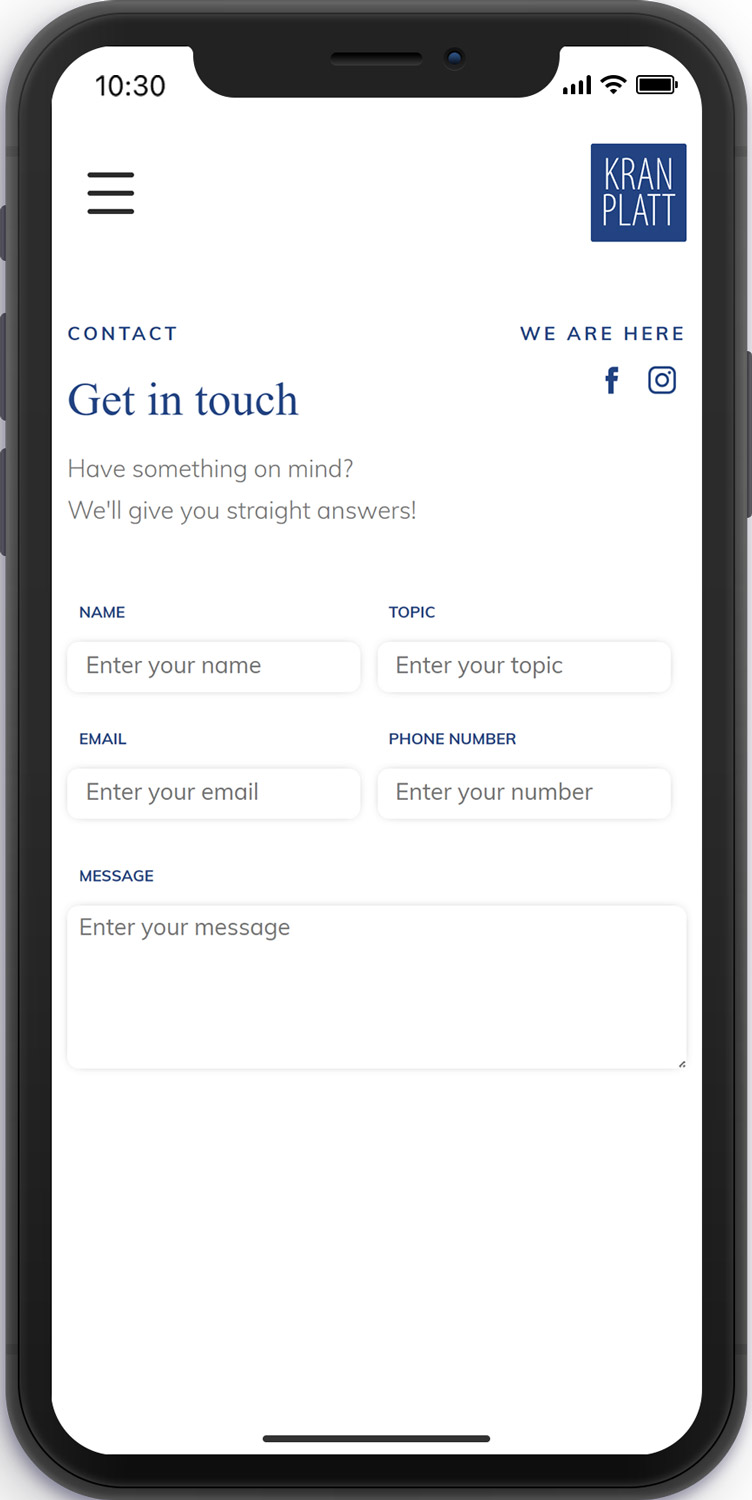 10:30
KRAN
PLATT
CONTACT
WE ARE HERE
Get in touch
Have something on mind?
We'll give you straight answers!
NAME
TOPIC
Enter your name
Enter your topic
EMAIL
PHONE NUMBER
Enter your email
Enter your number
MESSAGE
Enter your message